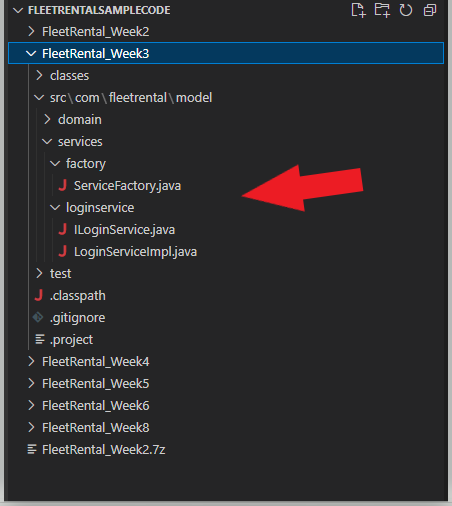 FLEETRENTALSAMPLECODE
FleetRental_Week2
FleetRental_Week3
classes
src\com\fleetrental\model
domain
services
factory
ServiceFactory.java
loginservice
ILoginService.java
LoginServiceImpl.java
test
.classpath
.gitignore
.project
FleetRental_Week4
FleetRental_Week5
FleetRental_Week6
FleetRental_Week8
FleetRental_Week2.7z